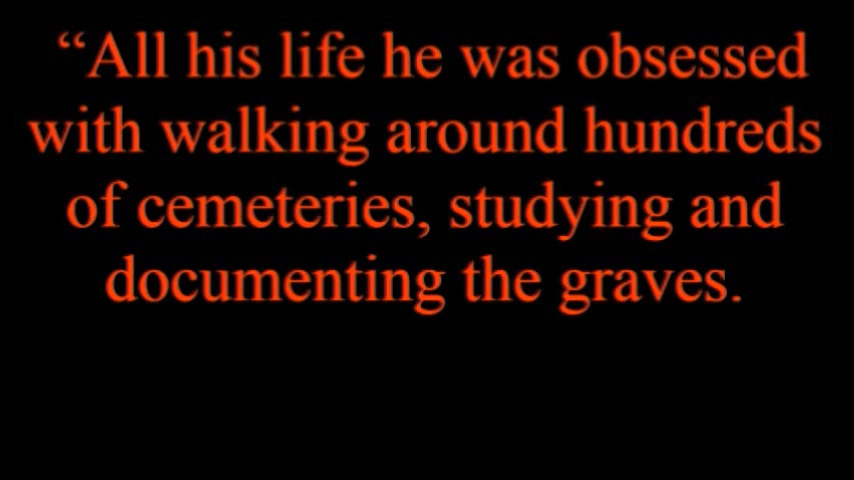 “All his life he was obsessed
with walking around hundreds
of cemeteries, studying and
documenting the graves.